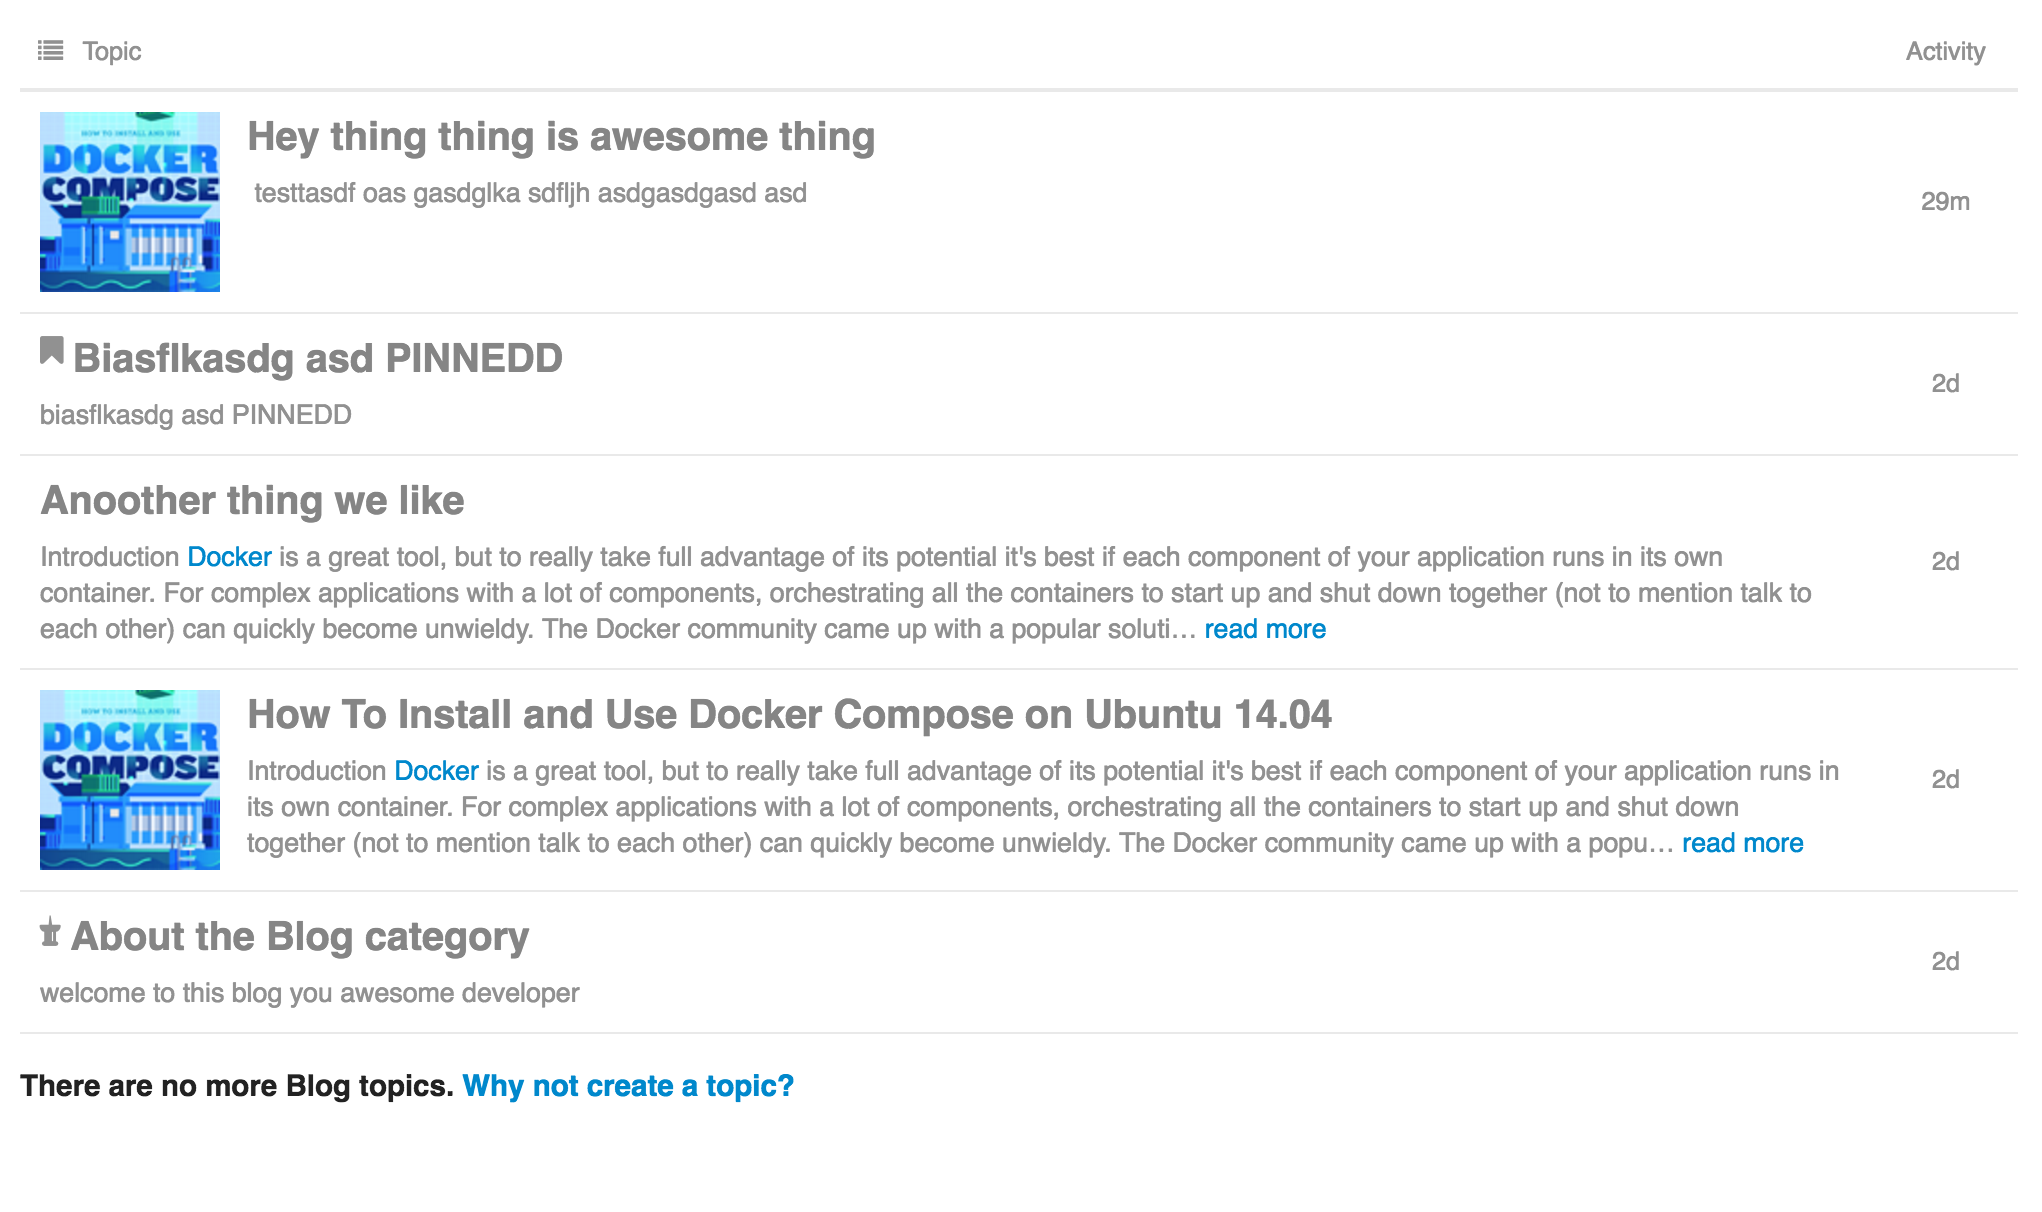 Topic Activity
HOW TO INSTALL AND USE
DOCKER
COMPOSE
Hey thing thing is awesome thing
testtasdf oas gasdglka sdfljh asdgasdgasd asd
29m
Biasflkasdg asd PINNEDD
biasflkasdg asd PINNEDD
2d
Anoother thing we like
Introduction Docker is a great tool, but to really take full advantage of its potential it's best if each component of your application runs in its own
container. For complex applications with a lot of components, orchestrating all the containers to start up and shut down together (not to mention talk to
each other) can quickly become unwieldy. The Docker community came up with a popular soluti… read more
2d
HOW TO INSTALL AND USE
DOCKER
COMPOSE
How To Install and Use Docker Compose on Ubuntu 14.04
Introduction Docker is a great tool, but to really take full advantage of its potential it's best if each component of your application runs in
its own container. For complex applications with a lot of components, orchestrating all the containers to start up and shut down
together (not to mention talk to each other) can quickly become unwieldy. The Docker community came up with a popu… read more
2d
About the Blog category
welcome to this blog you awesome developer
2d
There are no more Blog topics. Why not create a topic?